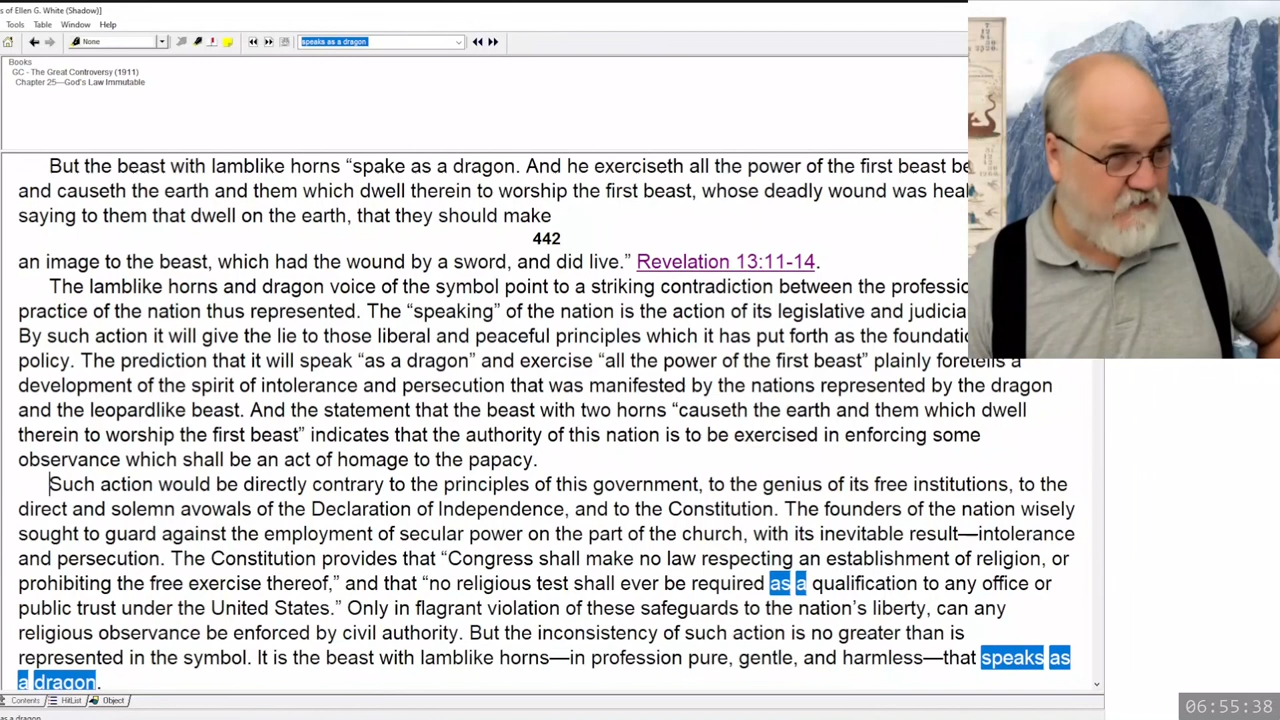 s of Ellen G. White (Shadow)]
Tools Table Window Help
None
speaks as a dragon
Books
GC - The Great Controversy (1911)
Chapter 25—God's Law Immutable
But the beast with lamblike horns “spake as a dragon. And he exerciseth all the power of the first beast be
and causeth the earth and them which dwell therein to worship the first beast, whose deadly wound was heal
saying to them that dwell on the earth, that they should make
442
an image to the beast, which had the wound by a sword, and did live.” Revelation 13:11-14.
The lamblike horns and dragon voice of the symbol point to a striking contradiction between the professio
practice of the nation thus represented. The “speaking” of the nation is the action of its legislative and judicia
By such action it will give the lie to those liberal and peaceful principles which it has put forth as the foundatio
policy. The prediction that it will speak “as a dragon” and exercise “all the power of the first beast” plainly foretells a
development of the spirit of intolerance and persecution that was manifested by the nations represented by the dragon
and the leopardlike beast. And the statement that the beast with two horns “causeth the earth and them which dwell
therein to worship the first beast” indicates that the authority of this nation is to be exercised in enforcing some
observance which shall be an act of homage to the papacy.
Such action would be directly contrary to the principles of this government, to the genius of its free institutions, to the
direct and solemn avowals of the Declaration of Independence, and to the Constitution. The founders of the nation wisely
sought to guard against the employment of secular power on the part of the church, with its inevitable result—intolerance
and persecution. The Constitution provides that “Congress shall make no law respecting an establishment of religion, or
prohibiting the free exercise thereof,” and that “no religious test shall ever be required as a qualification to any office or
public trust under the United States.” Only in flagrant violation of these safeguards to the nation’s liberty, can any
religious observance be enforced by civil authority. But the inconsistency of such action is no greater than is
represented in the symbol. It is the beast with lamblike horns—in profession pure, gentle, and harmless—that speaks as
a dragon.
Contents HitList Object
as a dragon
06:55:38